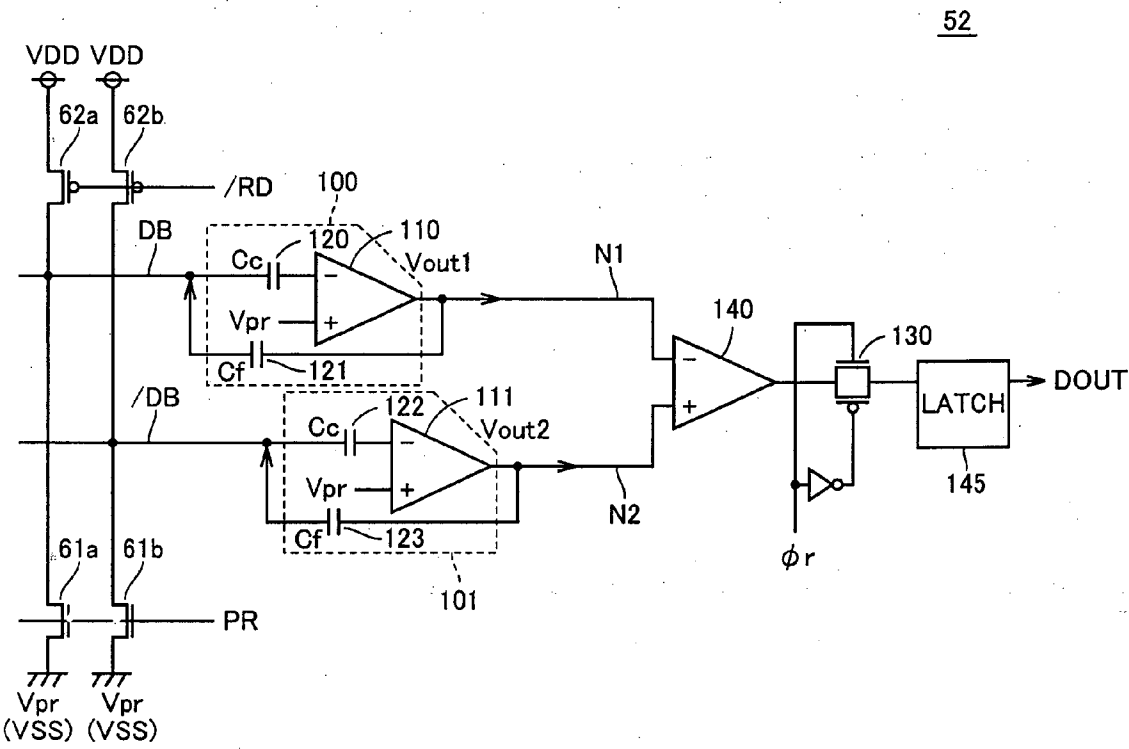 52
VDD VDD
62a 62b
/RD
100
DB
120
110
Cc
Vout1
N1
−
Vpr
+
140
130
Cf
121
−
/DB
122
111
+
LATCH
DOUT
Cc
Vout2
−
145
Vpr
+
N2
Cf
123
φr
61a 61b
101
PR
Vpr Vpr
(VSS) (VSS)